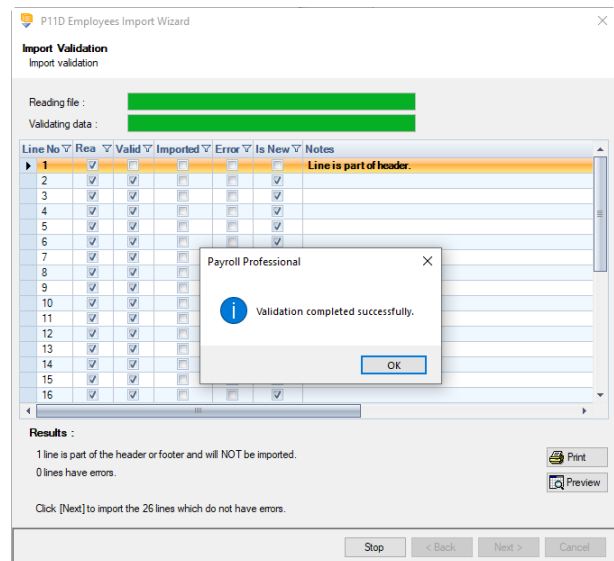 P11D Employees Import Wizard
Import Validation
Import validation
Reading file :
Validating data :
Line No Rea Valid Imported Error Is New Notes
1 Line is part of header.
2
3
4
5
6
7
8
9
10
11
12
13
14
15
16
Payroll Professional
Validation completed successfully.
OK
Results :
1 line is part of the header or footer and will NOT be imported.
0 lines have errors.
Click [Next] to import the 26 lines which do not have errors.
Print
Preview
Stop < Back Next > Cancel